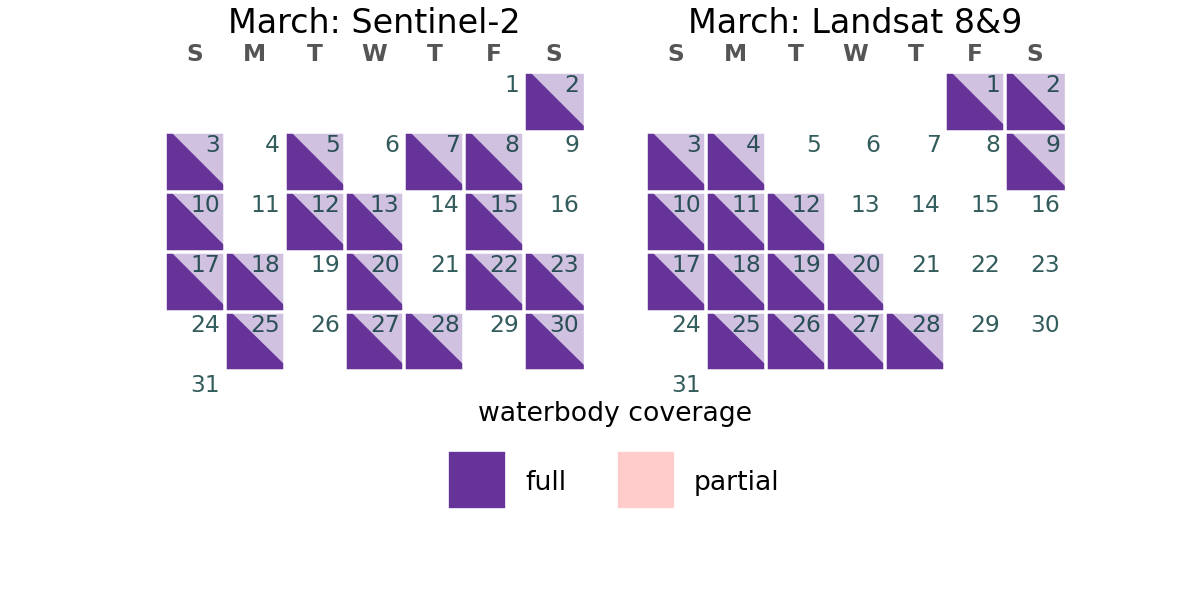 March: Sentinel-2
S M T W T F S
1 2
3 4 5 6 7 8 9
10 11 12 13 14 15 16
17 18 19 20 21 22 23
24 25 26 27 28 29 30
31
March: Landsat 8&9
S M T W T F S
1 2
3 4 5 6 7 8 9
10 11 12 13 14 15 16
17 18 19 20 21 22 23
24 25 26 27 28 29 30
31
waterbody coverage
full partial